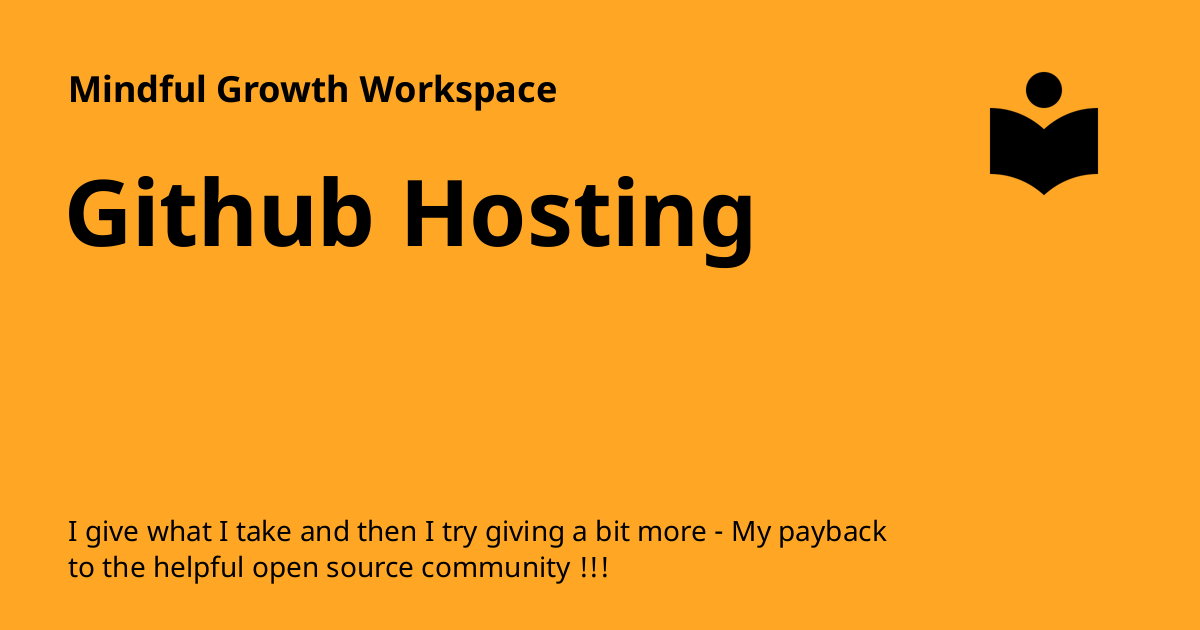 Mindful Growth Workspace
Github Hosting
I give what I take and then I try giving a bit more - My payback
to the helpful open source community !!!